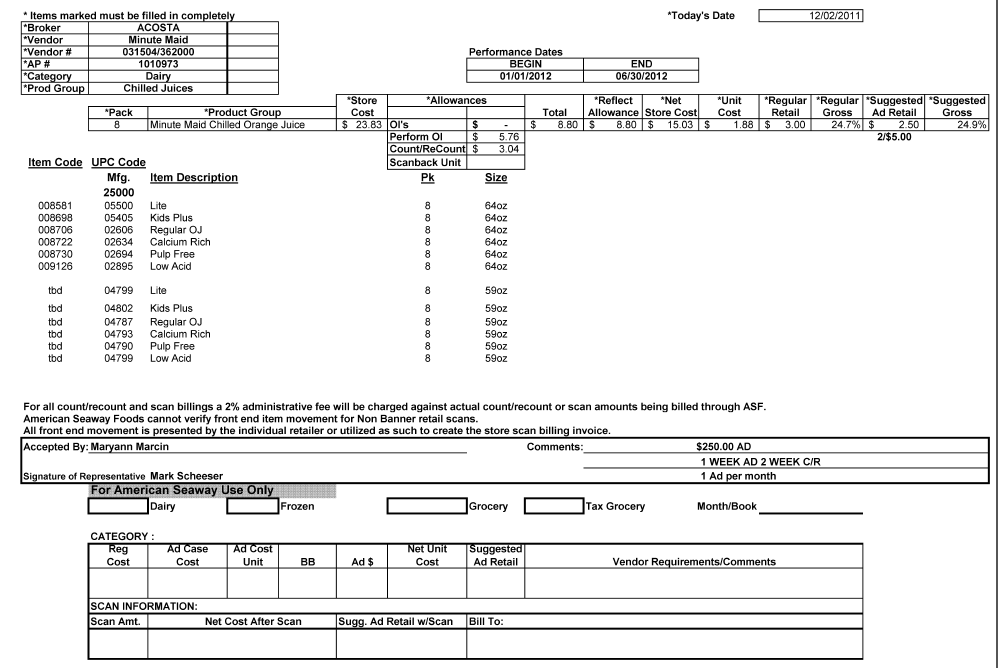 * Items marked must be filled in completely *Today's Date 12/02/2011
*Broker ACOSTA
*Vendor Minute Maid
*Vendor # 031504/362000 Performance Dates
*AP # 1010973 BEGIN END
*Category Dairy 01/01/2012 06/30/2012
*Prod Group Chilled Juices
*Store *Allowances *Reflect *Net *Unit *Regular *Regular *Suggested *Suggested
*Pack *Product Group Cost Total Allowance Store Cost Cost Retail Gross Ad Retail Gross
8 Minute Maid Chilled Orange Juice $ 23.83 OI's $ - $ 8.80 $ 8.80 $ 15.03 $ 1.88 $ 3.00 24.7% $ 2.50 24.9%
Perform OI $ 5.76 2/$5.00
Count/ReCount $ 3.04
Item Code UPC Code Scanback Unit
Mfg. Item Description Pk Size
25000
008581 05500 Lite 8 64oz
008698 05405 Kids Plus 8 64oz
008706 02606 Regular OJ 8 64oz
008722 02634 Calcium Rich 8 64oz
008730 02694 Pulp Free 8 64oz
009126 02895 Low Acid 8 64oz
tbd 04799 Lite 8 59oz
tbd 04802 Kids Plus 8 59oz
tbd 04787 Regular OJ 8 59oz
tbd 04793 Calcium Rich 8 59oz
tbd 04790 Pulp Free 8 59oz
tbd 04799 Low Acid 8 59oz
For all count/recount and scan billings a 2% administrative fee will be charged against actual count/recount or scan amounts being billed through ASF.
American Seaway Foods cannot verify front end item movement for Non Banner retail scans.
All front end movement is presented by the individual retailer or utilized as such to create the store scan billing invoice.
Accepted By: Maryann Marcin Comments: $250.00 AD
1 WEEK AD 2 WEEK C/R
Signature of Representative Mark Scheeser 1 Ad per month
For American Seaway Use Only
Dairy Frozen Grocery Tax Grocery Month/Book
CATEGORY :
Reg Ad Case Ad Cost Net Unit Suggested
Cost Cost Unit BB Ad $ Cost Ad Retail Vendor Requirements/Comments
SCAN INFORMATION:
Scan Amt. Net Cost After Scan Sugg. Ad Retail w/Scan Bill To: